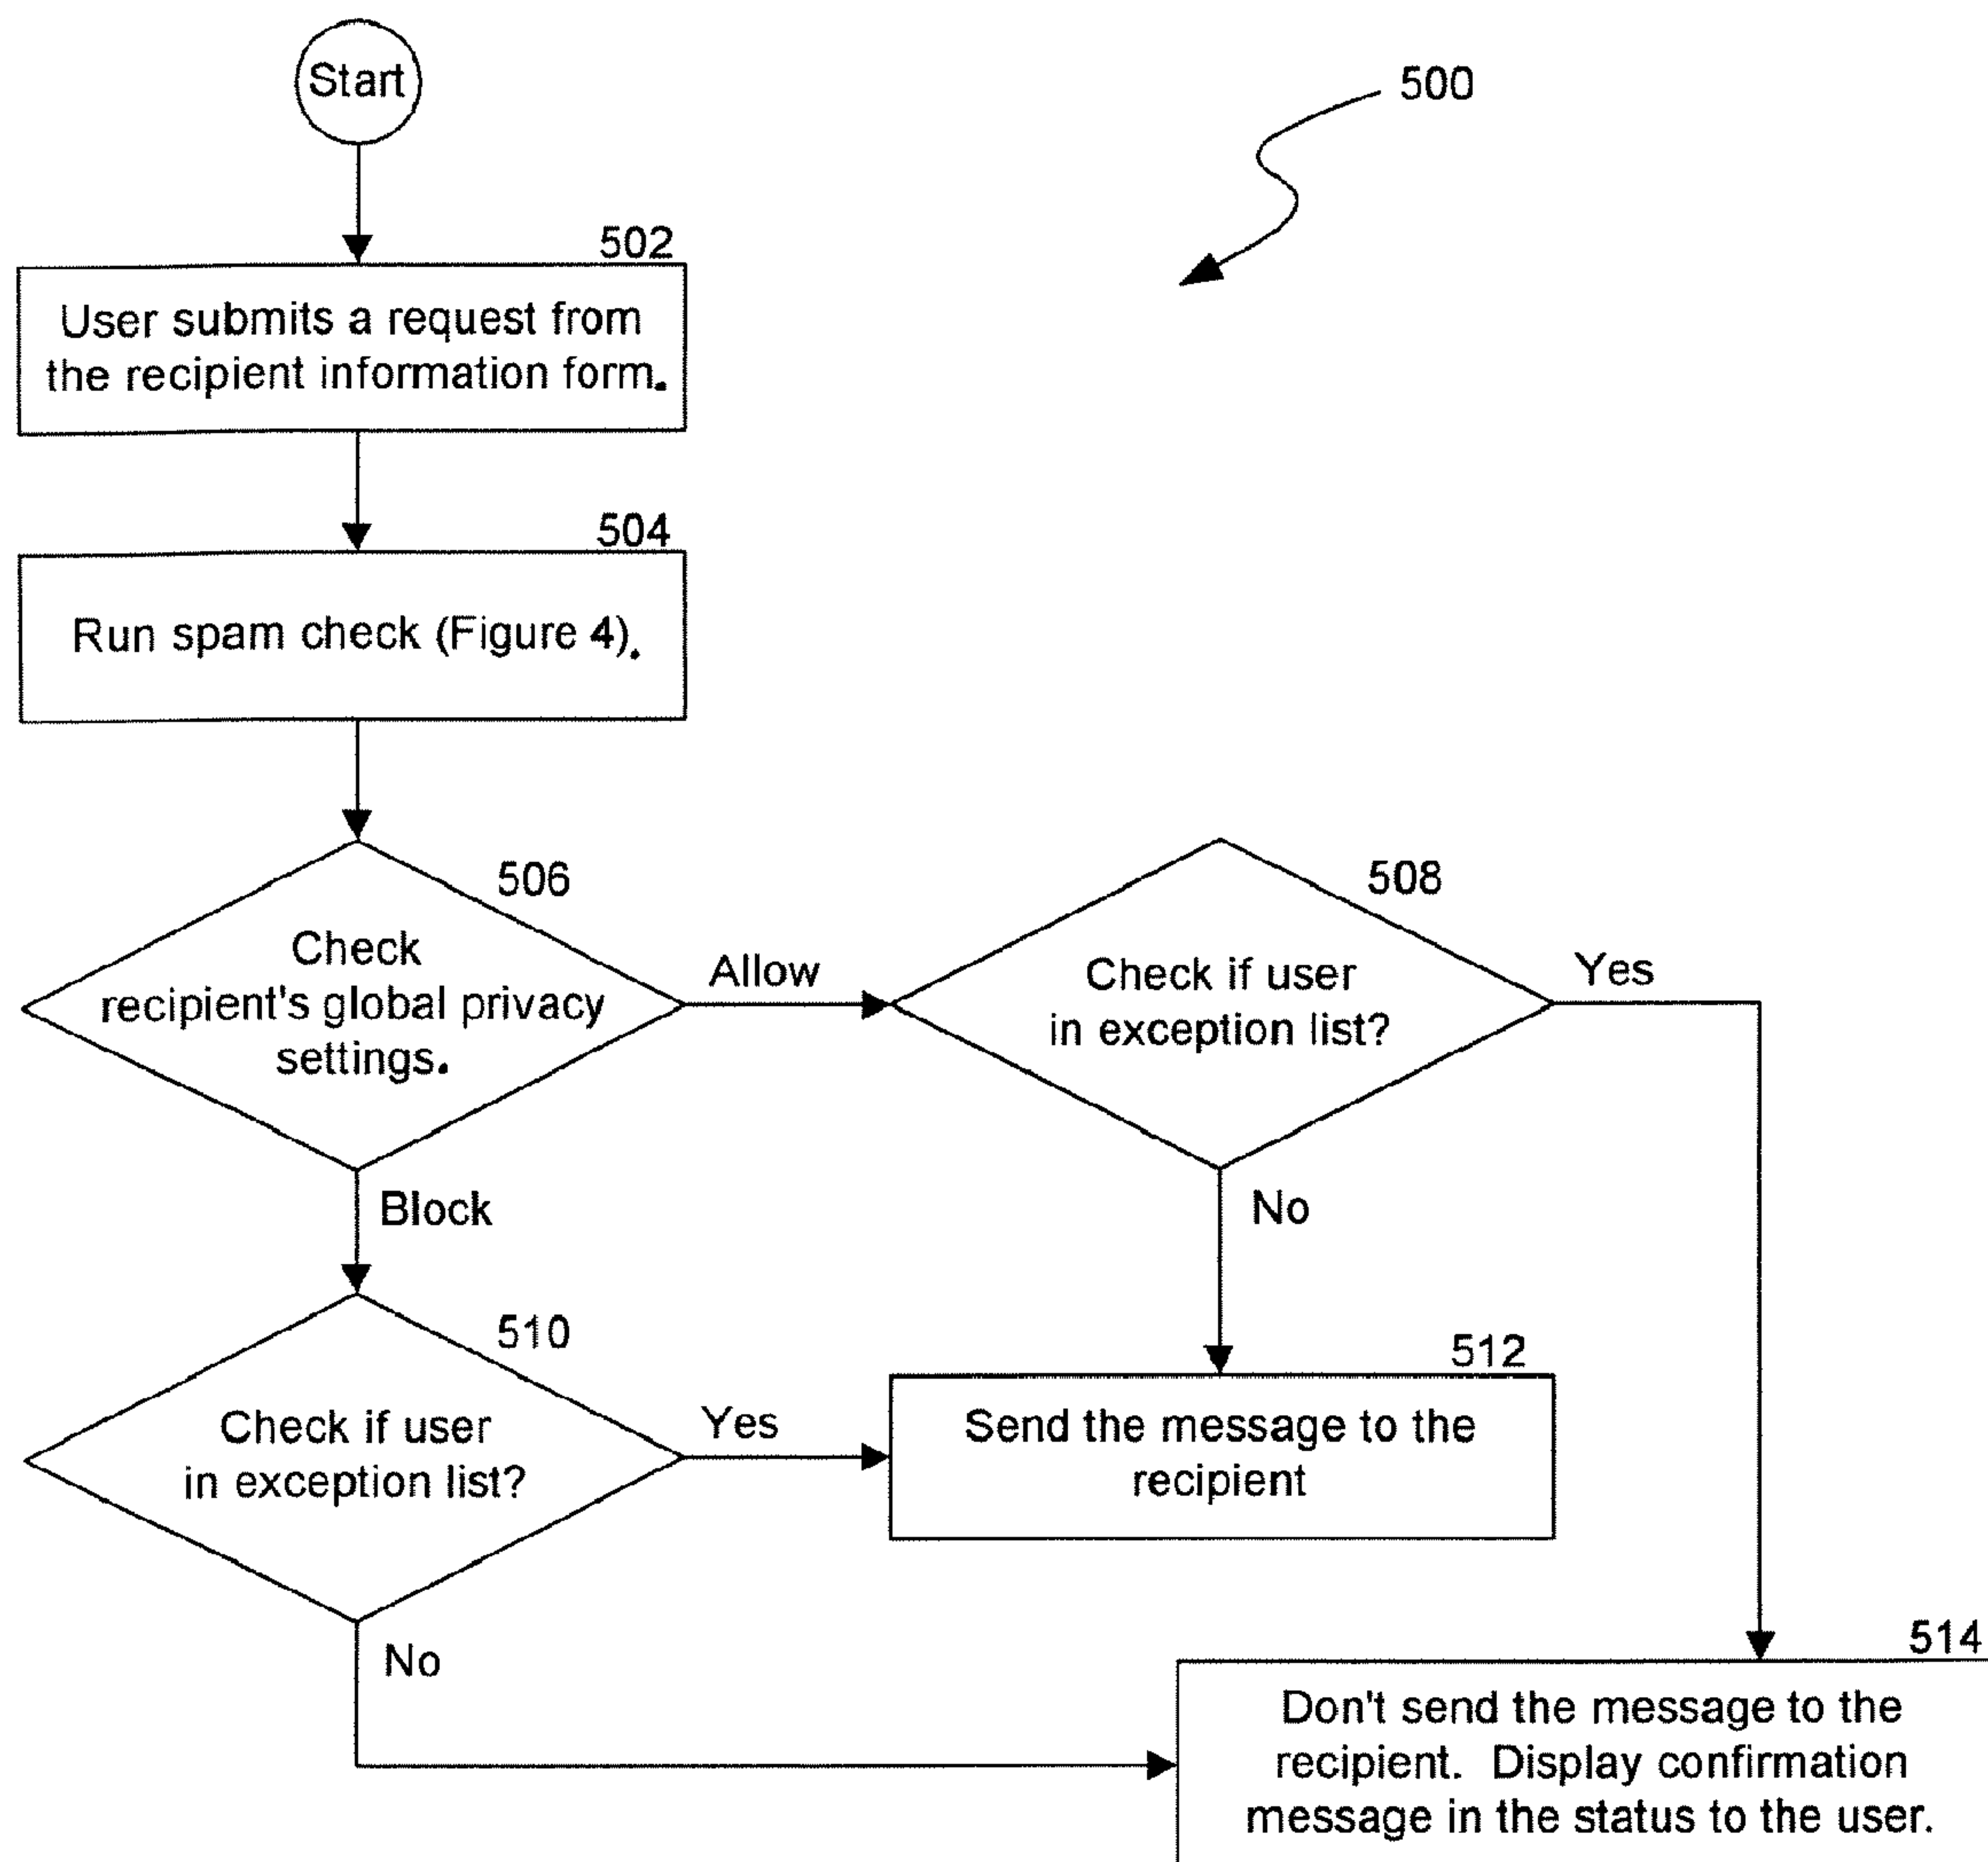 Start
500
502
User submits a request from
the recipient information form.
504
Run spam check (Figure 4).
506
Check
recipient's global privacy
settings.
Allow
508
Check if user
in exception list?
Yes
Block
No
510
Check if user
in exception list?
Yes
512
Send the message to the
recipient
No
514
Don't send the message to the
recipient. Display confirmation
message in the status to the user.